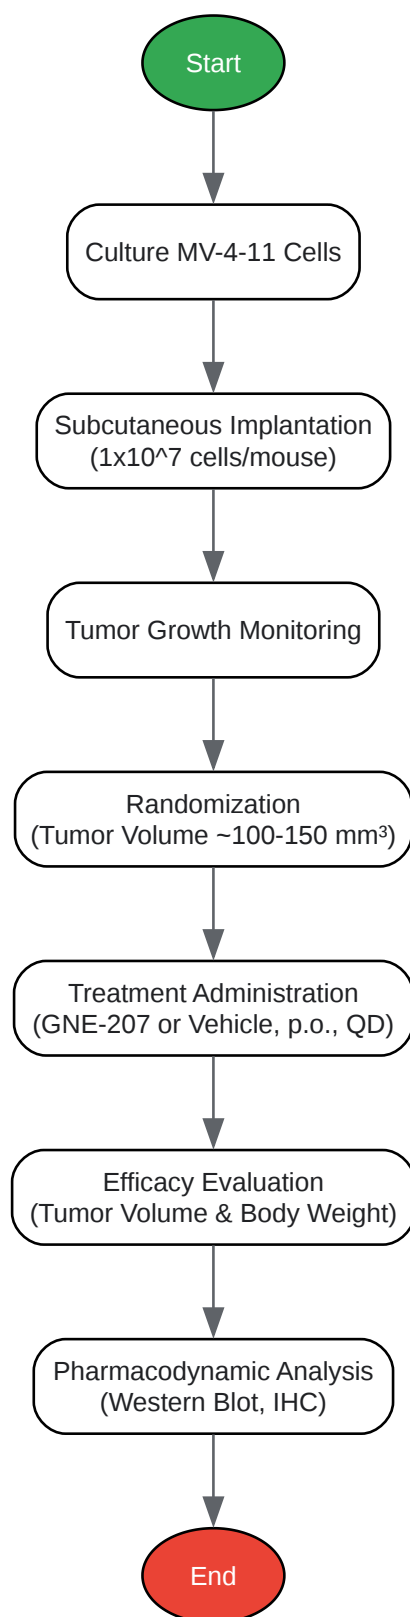 Start
Culture MV-4-11 Cells
Subcutaneous Implantation
(1x10^7 cells/mouse)
Tumor Growth Monitoring
Randomization
(Tumor Volume ~100-150 mm³)
Treatment Administration
(GNE-207 or Vehicle, p.o., QD)
Efficacy Evaluation
(Tumor Volume & Body Weight)
Pharmacodynamic Analysis
(Western Blot, IHC)
End